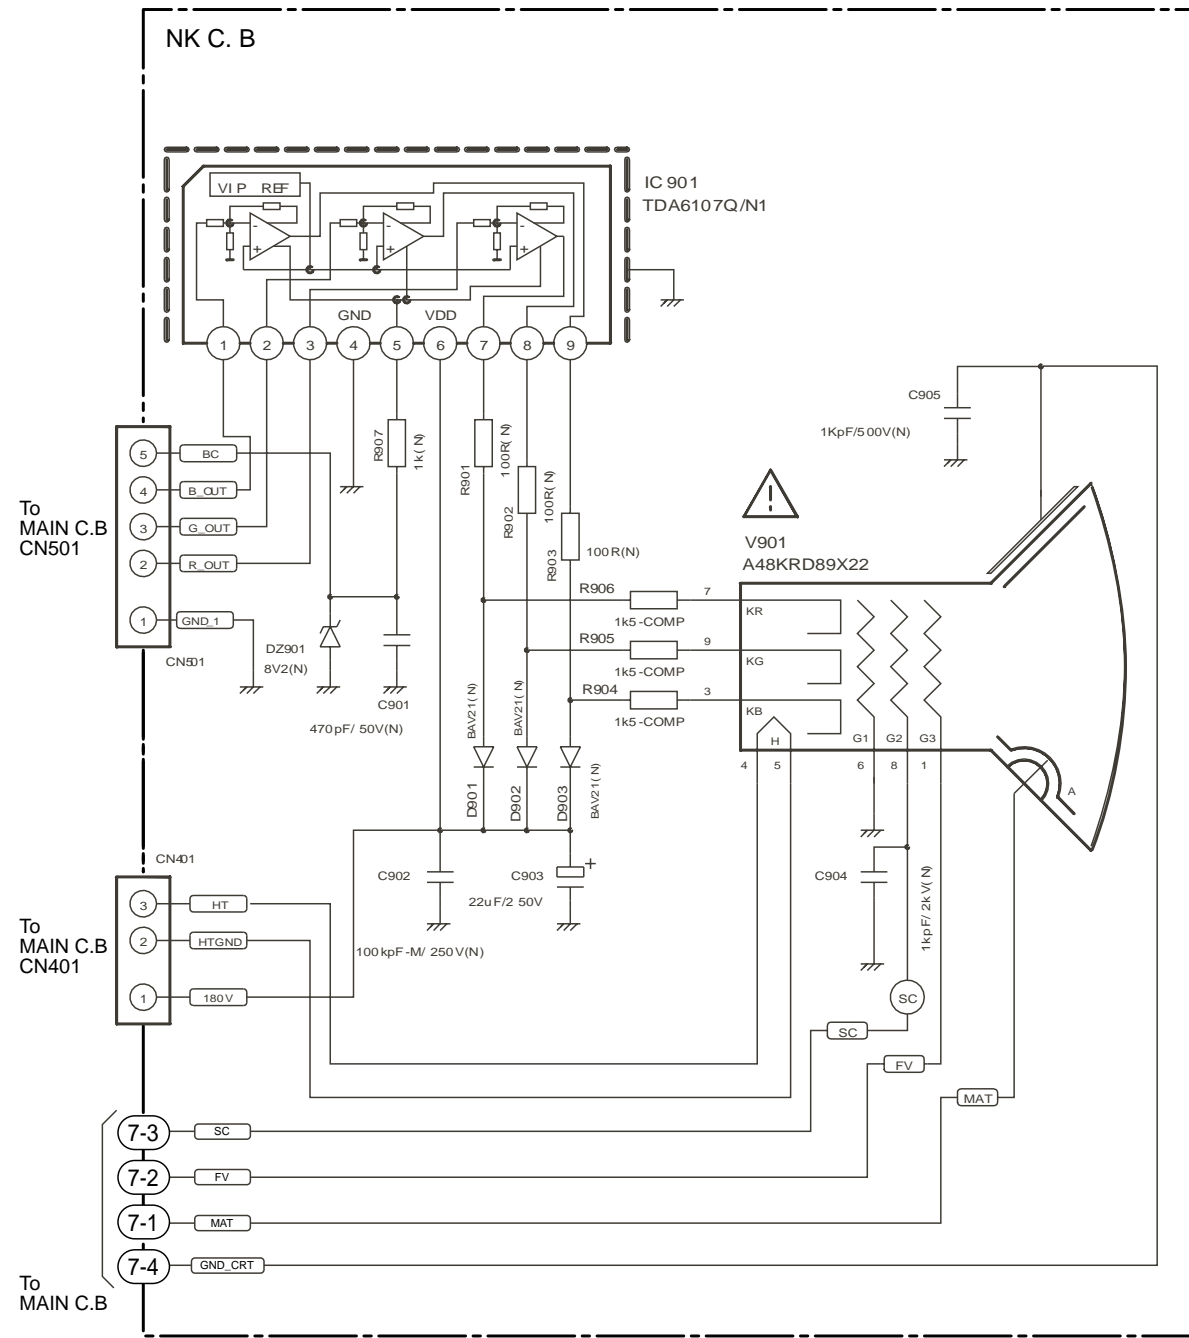 NK C. B
IC 901
TDA6107Q/N1
VIP REF
-
+
-
+
-
+
GND
VDD
1
2
3
4
5
6
7
8
9
To
MAIN C.B
CN501
5
BC
4
B_OUT
3
G_OUT
2
R_OUT
1
GND_1
CN501
R907
1k(N)
R901
100R(N)
R902
100R(N)
R903
100R(N)
DZ901
8V2(N)
C901
470pF/50V(N)
C905
1KpF/500V(N)
!
V901
A48KRD89X22
R906
1k5-COMP
7
KR
R905
1k5-COMP
9
KG
R904
1k5-COMP
3
KB
H
4
5
G1
G2
G3
6
8
1
A
BAV21(N)
D901
BAV21(N)
D902
BAV21(N)
D903
C902
100kpF-M/250V(N)
C903
+
22uF/250V
C904
1kpF/2kV(N)
SC
SC
FV
MAT
CN401
To
MAIN C.B
CN401
3
HT
2
HTGND
1
180V
7-3
SC
7-2
FV
7-1
MAT
7-4
GND_CRT
To
MAIN C.B